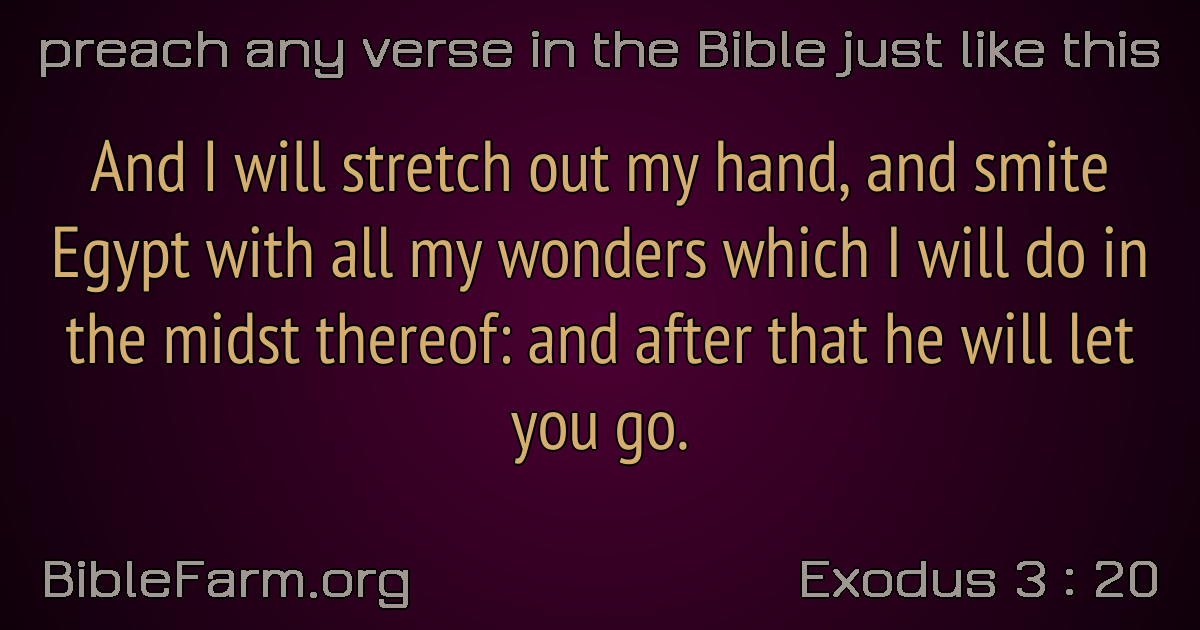 preach any verse in the Bible just like this
And I will stretch out my hand, and smite
Egypt with all my wonders which I will do in
the midst thereof: and after that he will let
you go.
BibleFarm.org
Exodus 3 : 20